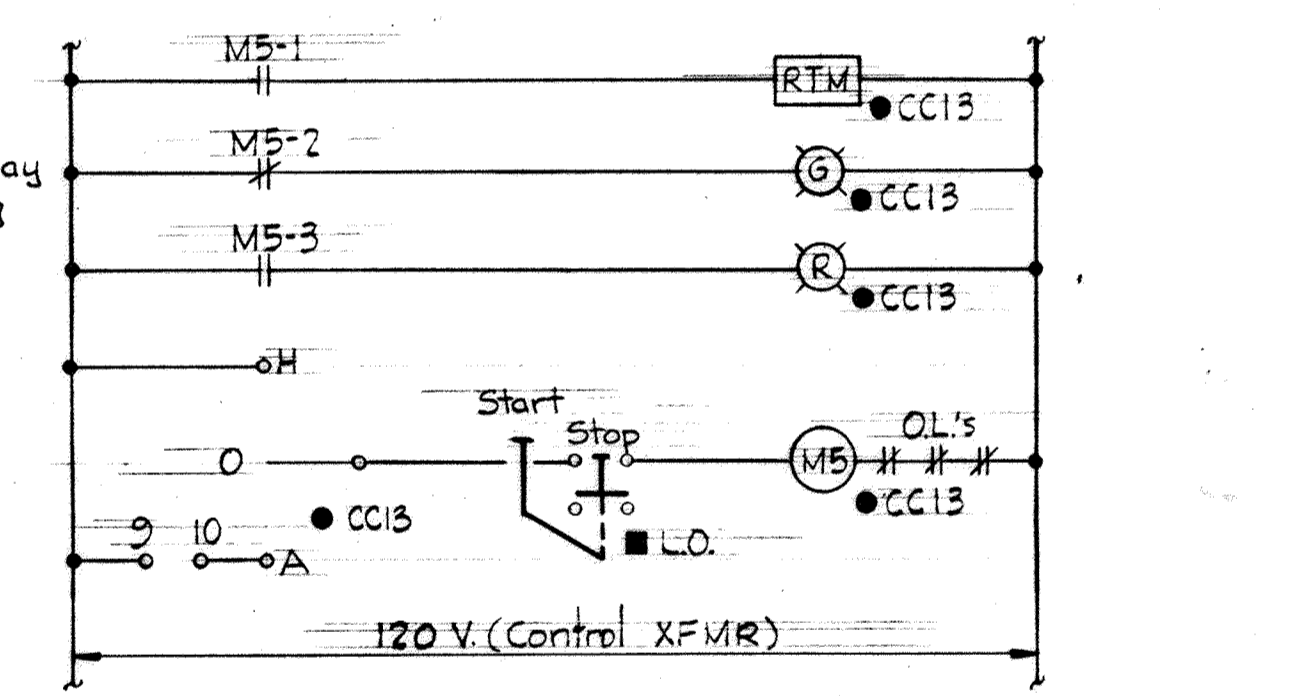 M5-1
RTM
CC13
M5-2
ay
G
CC13
M5-3
R
CC13
H
Start
Stop
O
M5
O.L.'s
CC13
CC13
9 10
A
L.O.
120 V. (Control XFMR)